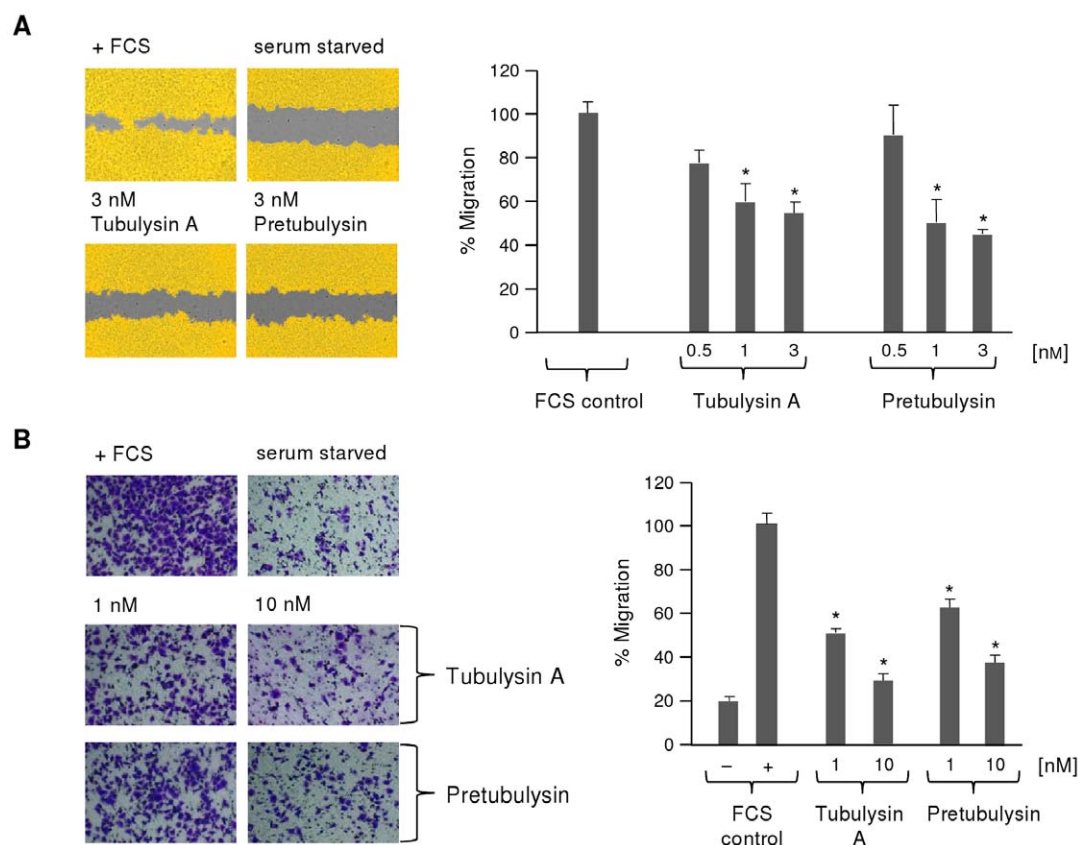 A
+ FCS
serum starved
3 nM
Tubulysin A
3 nM
Pretubulysin
% Migration
120
100
80
60
40
20
0
*
*
*
*
0.5
1
3
0.5
1
3
[nM]
FCS control
Tubulysin A
Pretubulysin
B
+ FCS
serum starved
1 nM
10 nM
Tubulysin A
Pretubulysin
% Migration
120
100
80
60
40
20
0
*
*
*
*
–
+
1
10
1
10
[nM]
FCS
control
Tubulysin
A
Pretubulysin